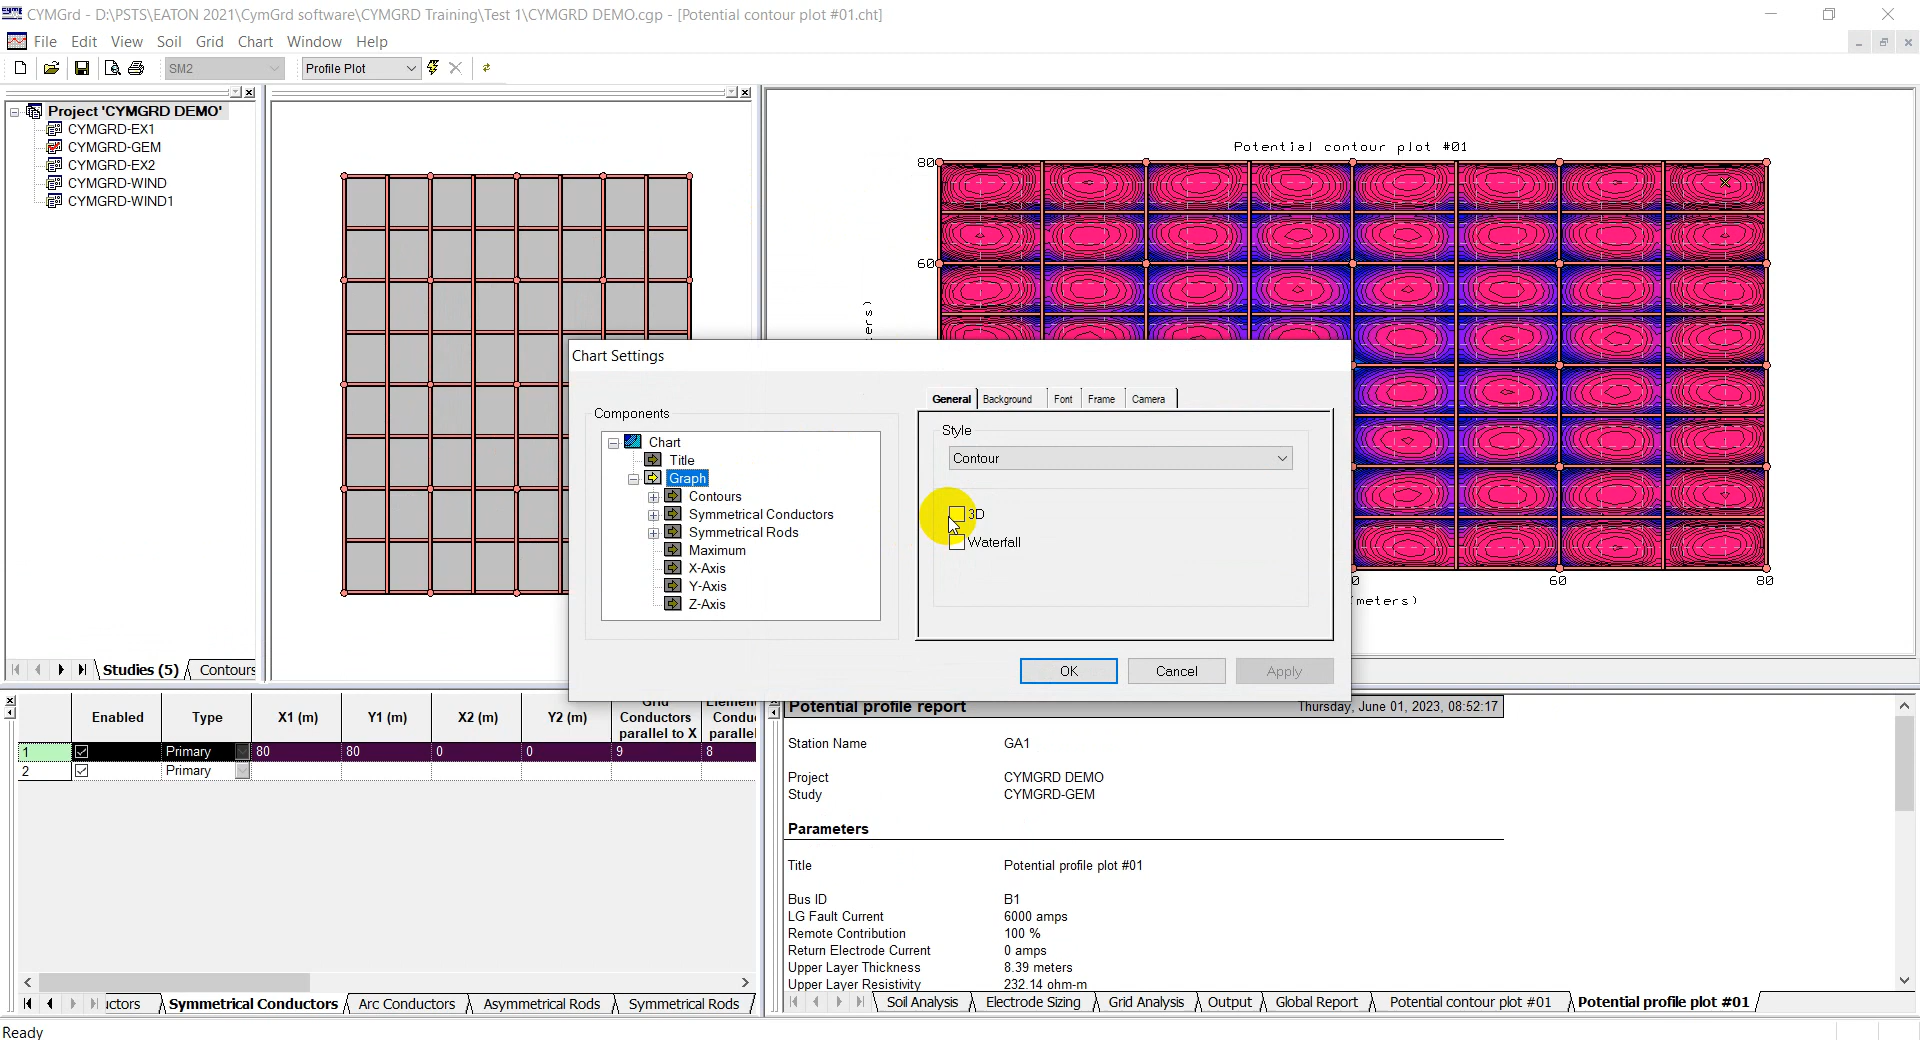 CYMGrd - D:\PSTS\EATON 2021\CymGrd software\CYMGRD Training\Test 1\CYMGRD DEMO.cgp - [Potential contour plot #01.cht]
File Edit View Soil Grid Chart Window Help
SM2 Profile Plot
Project 'CYMGRD DEMO'
CYMGRD-EX1
CYMGRD-GEM
CYMGRD-EX2
CYMGRD-WIND
CYMGRD-WIND1
Studies (5) Contours
Potential contour plot #01
80
60
meters)
60 80
(meters)
Chart Settings
Components
Chart
Title
Graph
Contours
Symmetrical Conductors
Symmetrical Rods
Maximum
X-Axis
Y-Axis
Z-Axis
General Background Font Frame Camera
Style
Contour
3D
Waterfall
OK Cancel Apply
Enabled Type X1 (m) Y1 (m) X2 (m) Y2 (m) Conductors parallel to X
1 Primary 80 80 0 0 9 8
2 Primary
Symmetrical Conductors Arc Conductors Asymmetrical Rods Symmetrical Rods
Potential profile report Thursday, June 01, 2023, 08:52:17
Station Name GA1
Project CYMGRD DEMO
Study CYMGRD-GEM
Parameters
Title Potential profile plot #01
Bus ID B1
LG Fault Current 6000 amps
Remote Contribution 100 %
Return Electrode Current 0 amps
Upper Layer Thickness 8.39 meters
Upper Layer Resistivity 232.14 ohm-m
Soil Analysis Electrode Sizing Grid Analysis Output Global Report Potential contour plot #01 Potential profile plot #01
Ready